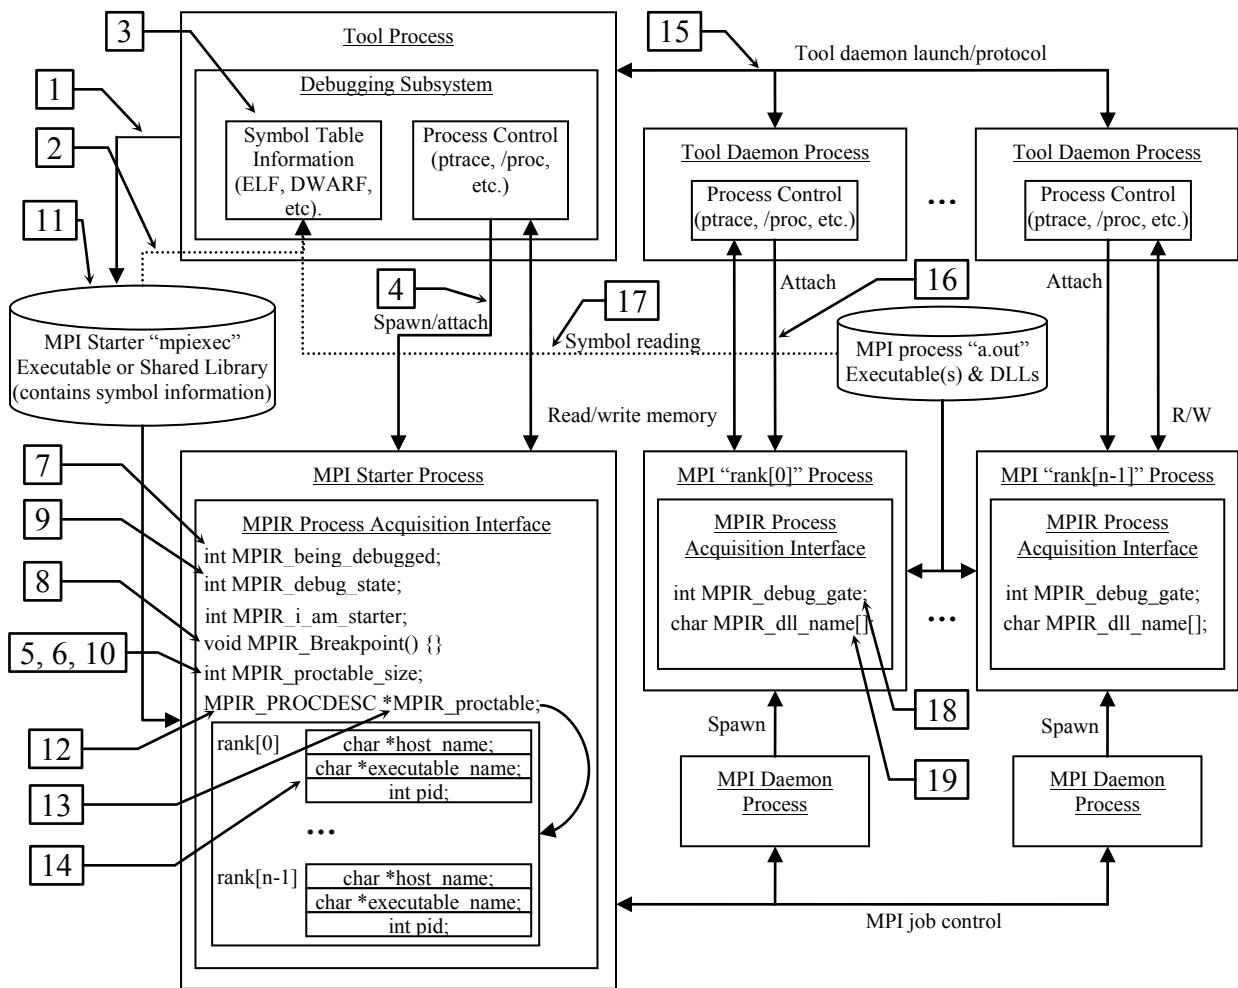 3
Tool Process
15
Tool daemon launch/protocol
1
Debugging Subsystem
2
Symbol Table
Information
(ELF, DWARF,
etc).
Process Control
(ptrace, /proc,
etc.)
Tool Daemon Process
Process Control
(ptrace, /proc, etc.)
...
Tool Daemon Process
Process Control
(ptrace, /proc, etc.)
11
4
Spawn/attach
17
Symbol reading
Attach
16
Attach
MPI Starter “mpiexec”
Executable or Shared Library
(contains symbol information)
MPI process “a.out”
Executable(s) & DLLs
Read/write memory
R/W
7
9
8
5, 6, 10
12
13
14
MPI Starter Process
MPIR Process Acquisition Interface
int MPIR_being_debugged;
int MPIR_debug_state;
int MPIR_i_am_starter;
void MPIR_Breakpoint() {}
int MPIR_proctable_size;
MPIR_PROCDESC *MPIR_proctable;
rank[0]
char *host_name;
char *executable_name;
int pid;
...
rank[n-1]
char *host_name;
char *executable_name;
int pid;
MPI “rank[0]” Process
MPIR Process
Acquisition Interface
int MPIR_debug_gate;
char MPIR_dll_name[];
...
MPI “rank[n-1]” Process
MPIR Process
Acquisition Interface
int MPIR_debug_gate;
char MPIR_dll_name[];
Spawn
18
Spawn
19
MPI Daemon
Process
MPI Daemon
Process
MPI job control